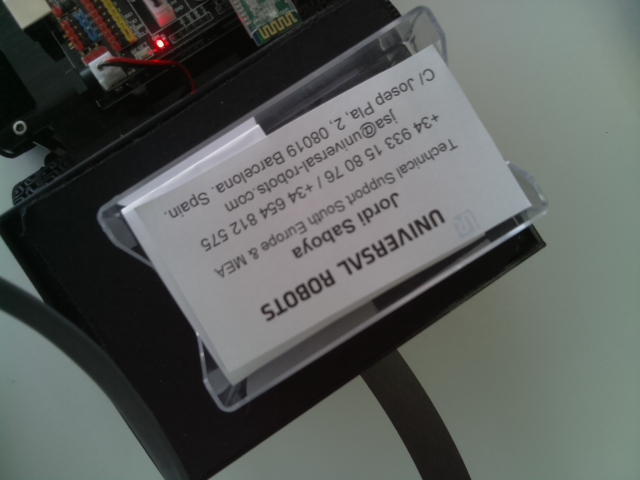 UNIVERSAL ROBOTS
Jordi Saboya
Technical Support South Europe & MEA
+34 933 15 80 76 / +34 654 812 575
jsa@universal-robots.com
C/ Josep Pla, 2, 08019 Barcelona. Spain.